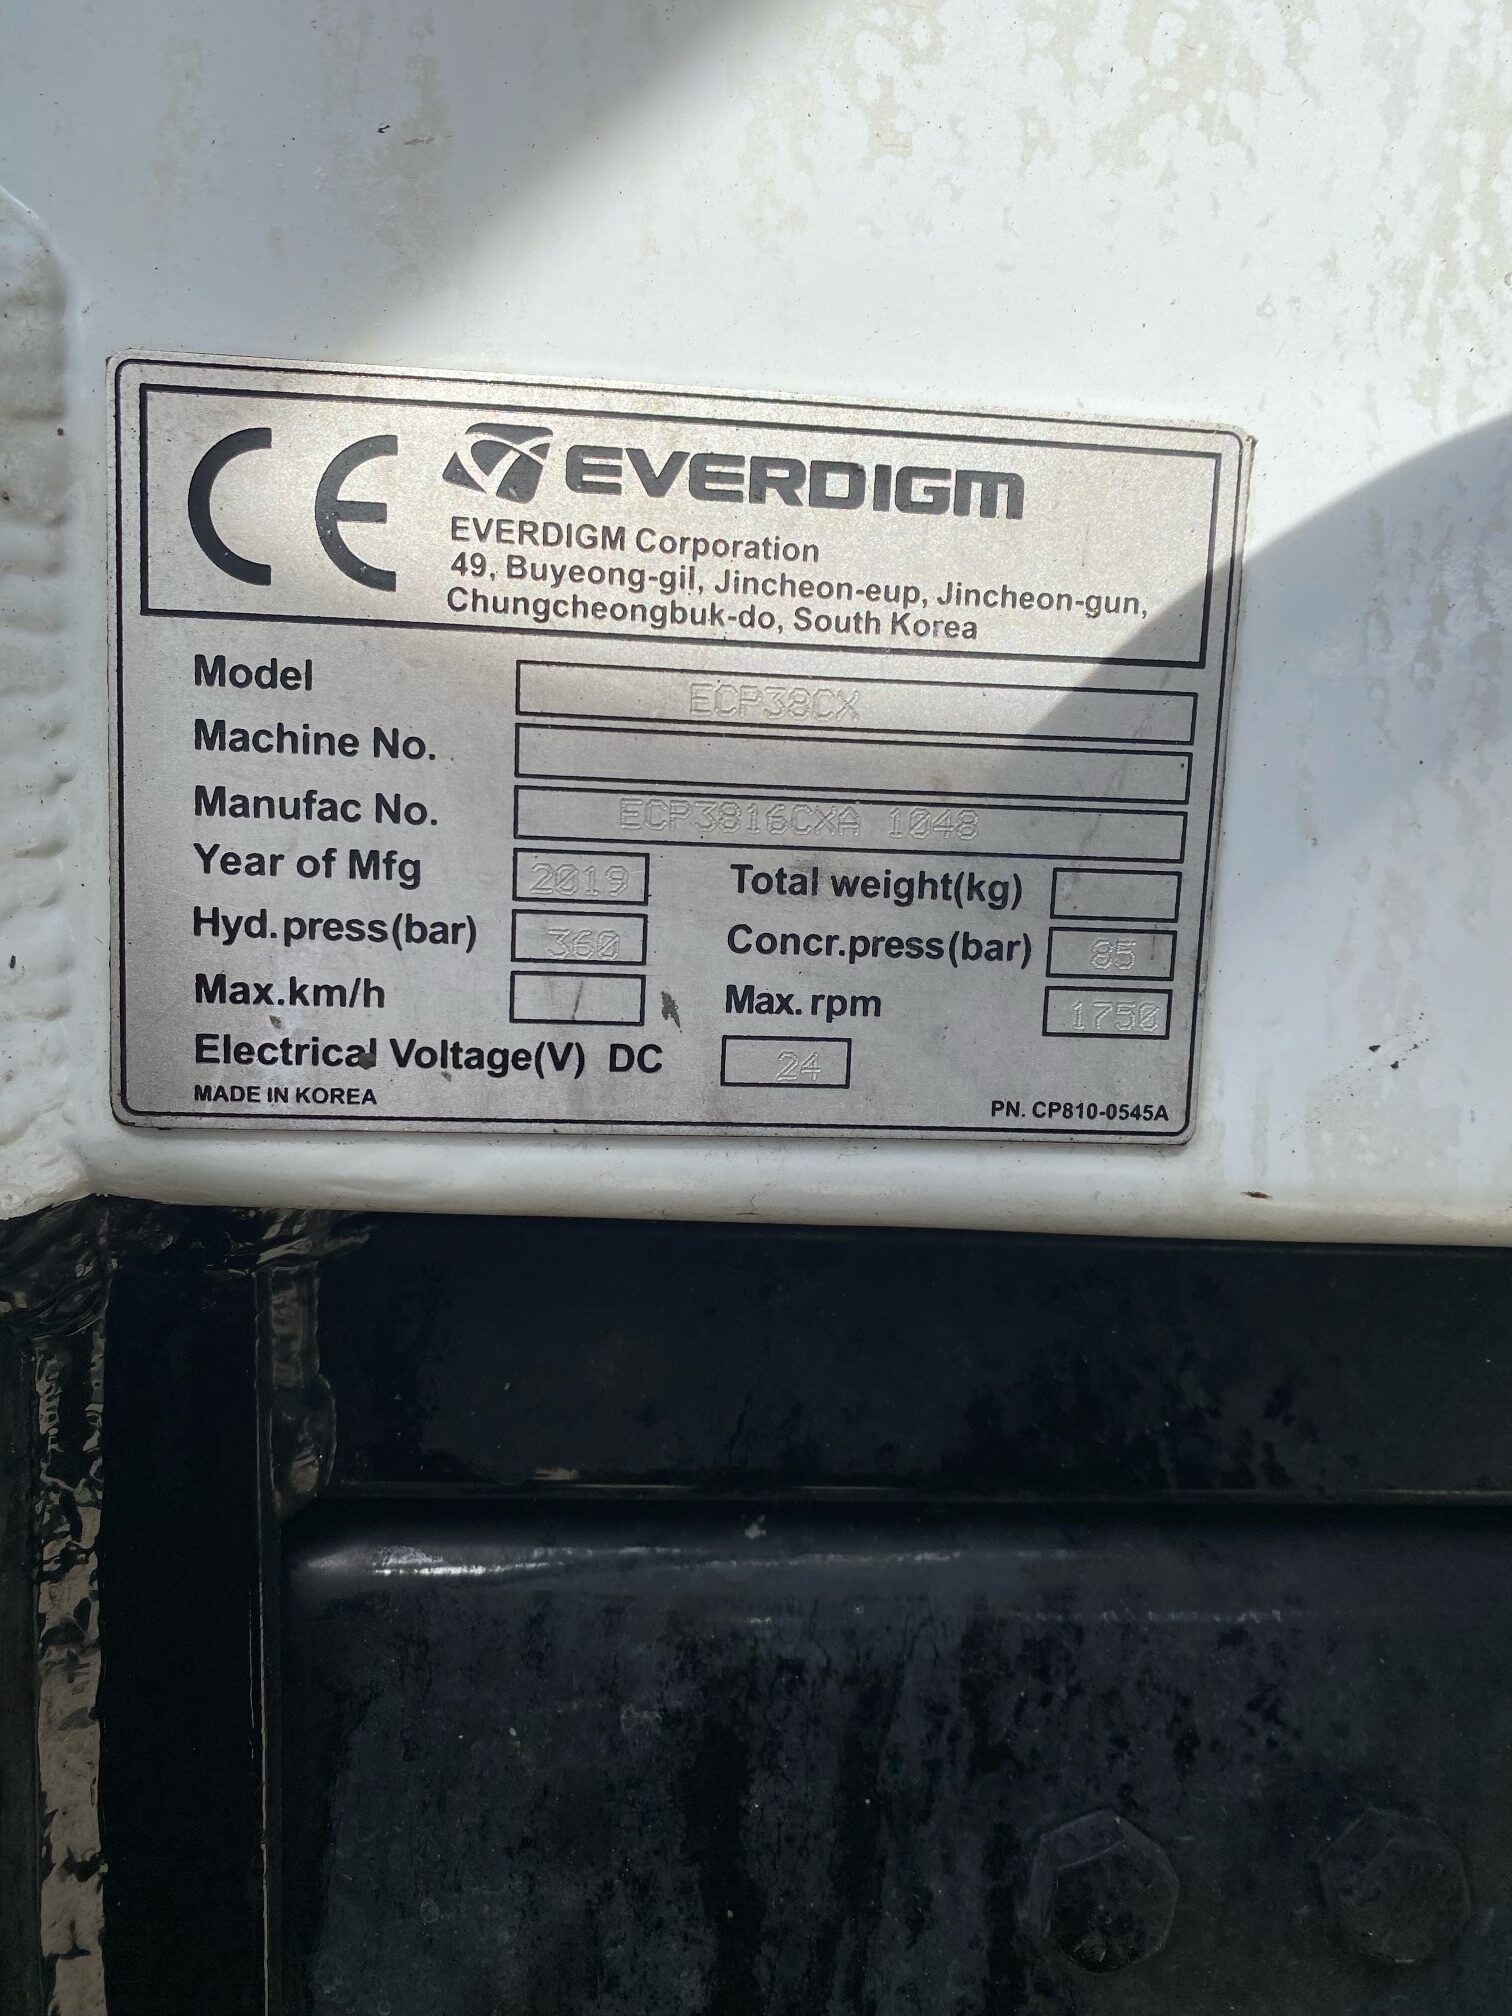 CE EVERDIGM
EVERDIGM Corporation
49, Buyeong-gil, Jincheon-eup, Jincheon-gun,
Chungcheongbuk-do, South Korea
Model ECP38CX
Machine No.
Manufac No. ECP3816CXA 1048
Year of Mfg 2019 Total weight(kg)
Hyd.press(bar) 360 Concr.press(bar) 85
Max.km/h / Max. rpm 1750
Electrical Voltage(V) DC 24
MADE IN KOREA PN. CP810-0545A